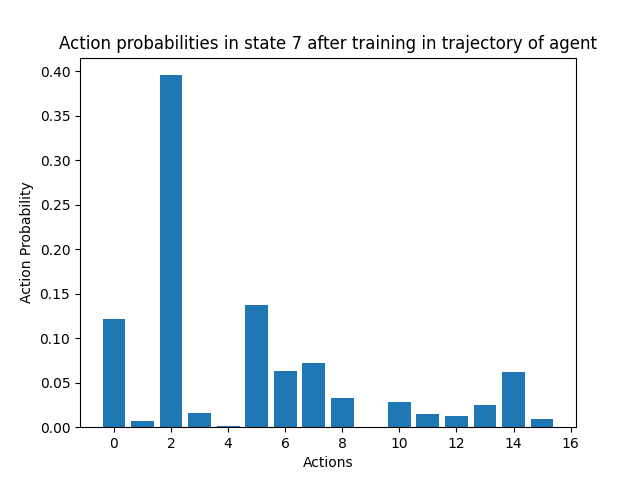 Action probabilities in state 7 after training in trajectory of agent
0.40
0.35
0.30
0.25
0.20
0.15
0.10
0.05
0.00
Action Probability
0 2 4 6 8 10 12 14 16
Actions